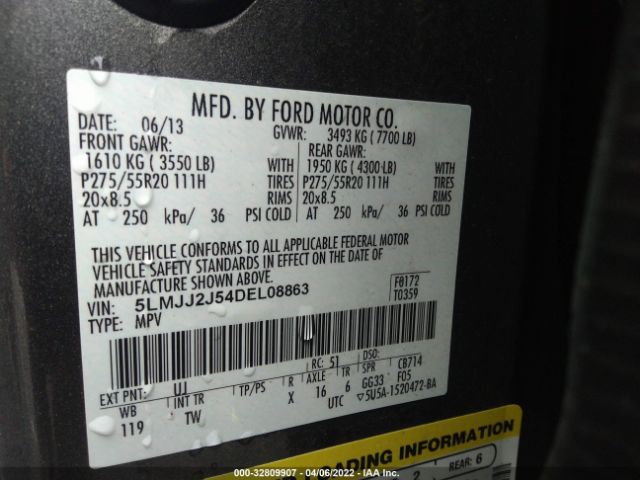 MFD. BY FORD MOTOR CO.
DATE: 06/13 GVWR: 3493 KG ( 7700 LB)
FRONT GAWR: REAR GAWR:
1610 KG ( 3550 LB) WITH 1950 KG ( 4300 LB) WITH
P275/55R20 111H TIRES P275/55R20 111H TIRES
20x8.5 RIMS 20x8.5 RIMS
AT 250 kPa/ 36 PSI COLD AT 250 kPa/ 36 PSI COLD
THIS VEHICLE CONFORMS TO ALL APPLICABLE FEDERAL MOTOR
VEHICLE SAFETY STANDARDS IN EFFECT ON THE DATE OF
MANUFACTURE SHOWN ABOVE.
VIN: 5LMJJ2J54DEL08863 F0172
TYPE: MPV T0359
RC: 51 DSO:
EXT PNT: UJ
WB INT TR TP/PS R AXLE TR SPR CB714
119 TW X 16 6 GG33 F05
UTC ▽5U5A-1520472-BA
LOADING INFORMATION
2 REAR: 6
000-32809907 - 04/06/2022 - IAA Inc.